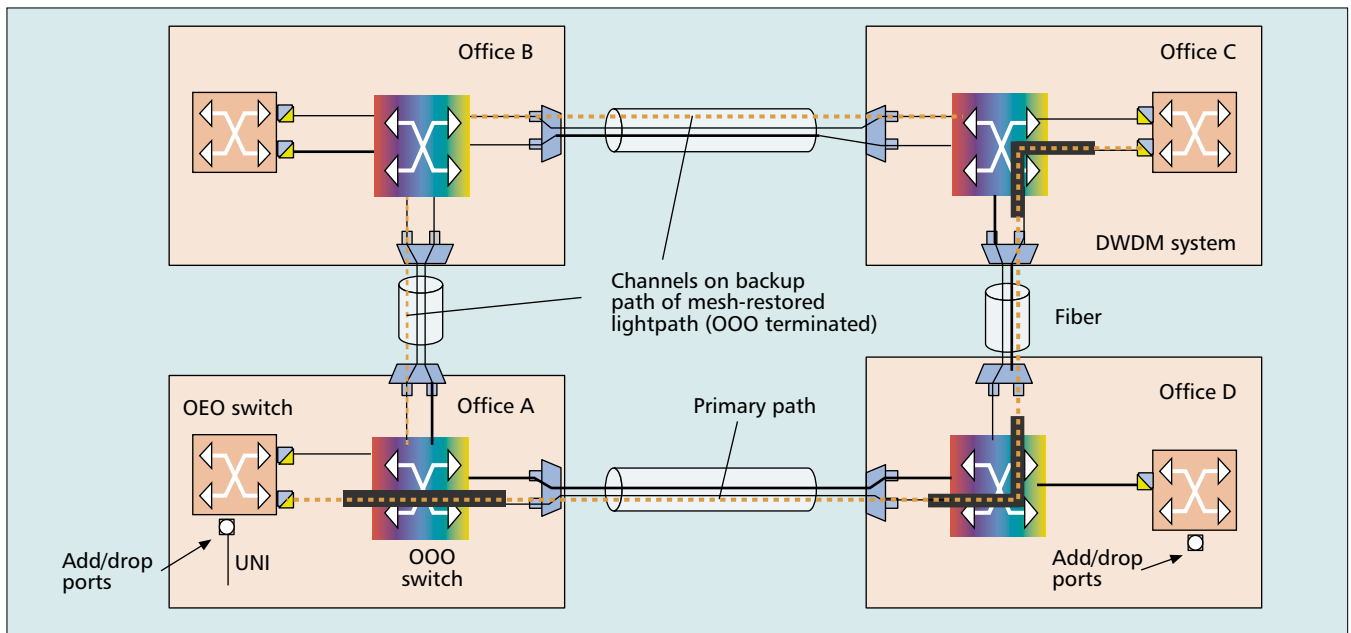 Office B
Office C
DWDM system
Channels on backup
path of mesh-restored
lightpath (OOO terminated)
Fiber
OEO switch
Office A
Primary path
Office D
Add/drop
ports
UNI
OOO
switch
Add/drop
ports